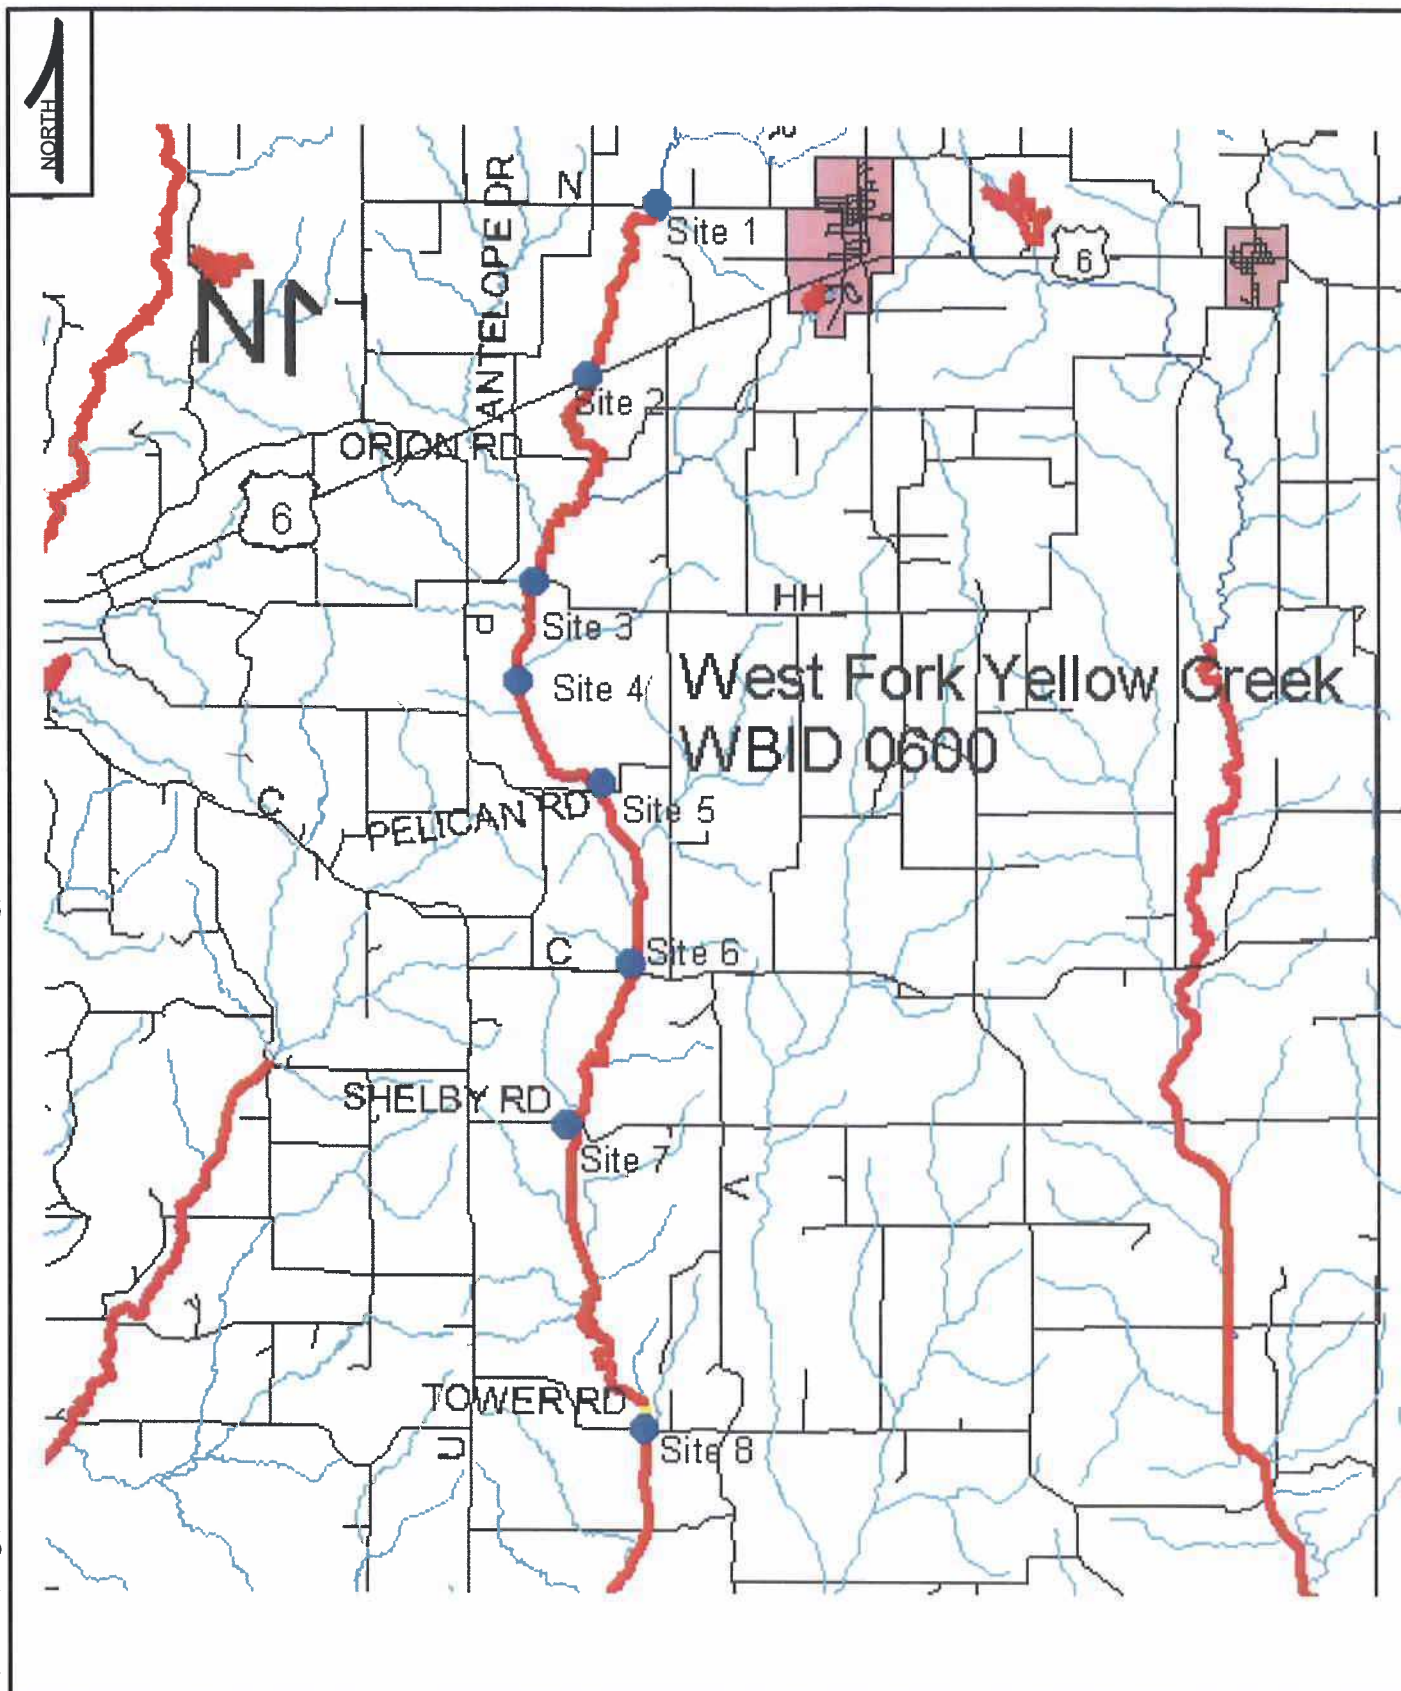 NORTH
N
ANTELOPE DR
Site 1
6
N
Site 2
ORION RD
6
HH
P
Site 3
Site 4
West Fork Yellow Creek
WBID 0600
C
PELICAN RD
Site 5
C
Site 6
SHELBY RD
Site 7
A
TOWER RD
U
Site 8